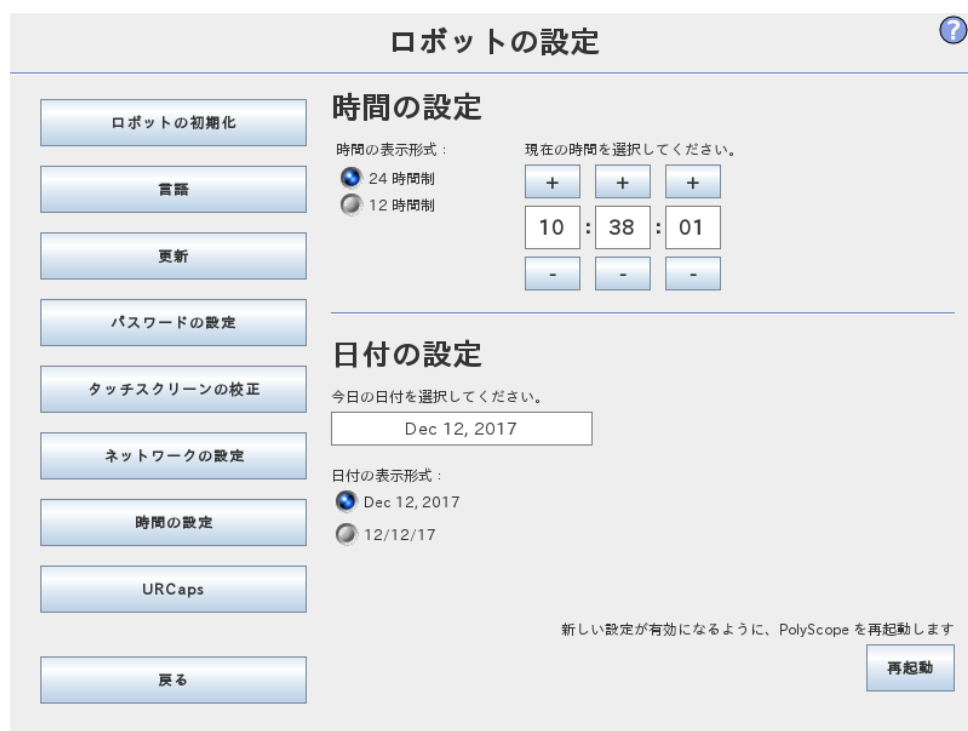 ロボットの設定
?
ロボットの初期化
言語
更新
パスワードの設定
タッチスクリーンの校正
ネットワークの設定
時間の設定
URCaps
戻る
時間の設定
時間の表示形式：
24 時間制
12 時間制
現在の時間を選択してください。
+ + +
10 : 38 : 01
- - -
日付の設定
今日の日付を選択してください。
Dec 12, 2017
日付の表示形式：
Dec 12, 2017
12/12/17
新しい設定が有効になるように、PolyScope を再起動します
再起動